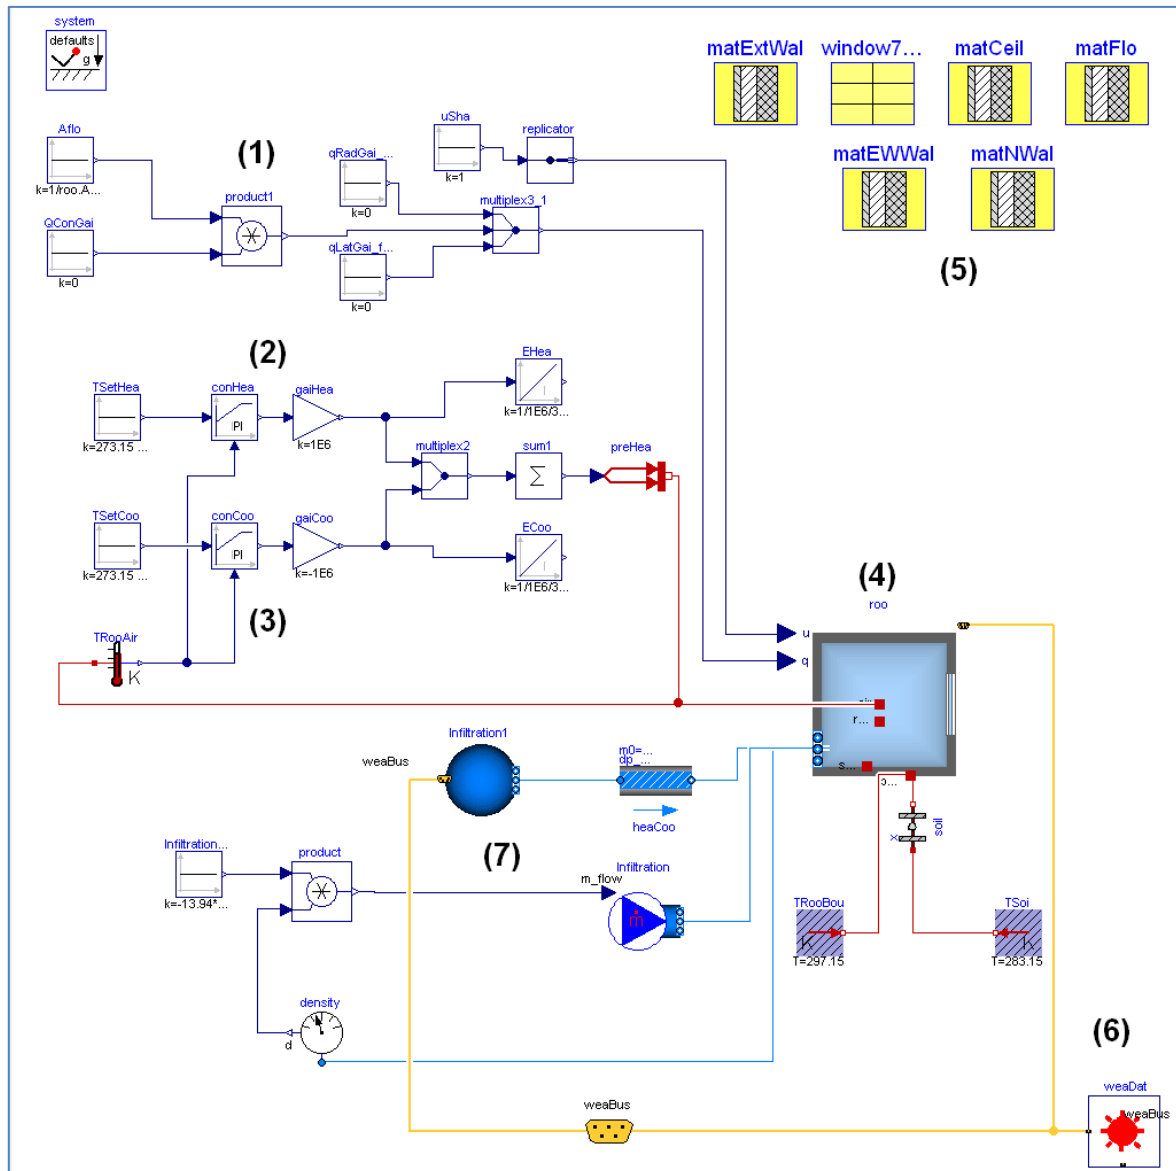 system
defaults
g
matExtWal
window7...
matCeil
matFlo
matEWWal
matNWal
(5)
Aflo
k=1/roo.A...
(1)
product1
QConGai
k=0
uSha
k=1
replicator
qRadGai_...
k=0
multiplex3_1
qLatGai_f...
k=0
(2)
TSetHea
k=273.15 ...
conHea
PI
gaiHea
k=1E6
EHea
I
k=1/1E6/3...
multiplex2
sum1
Σ
preHea
TSetCoo
k=273.15 ...
conCoo
PI
gaiCoo
k=-1E6
ECoo
I
k=1/1E6/3...
(3)
TRooAir
K
(4)
roo
u
q
r...
s...
c...
soil
x
TRooBou
K
T=297.15
TSoi
T=283.15
Infiltration1
weaBus
m0=...
dp_...
heaCoo
(7)
Infiltration...
k=-13.94*...
product
Infiltration
m_flow
ṁ
density
d
weaBus
(6)
weaDat
weaBus